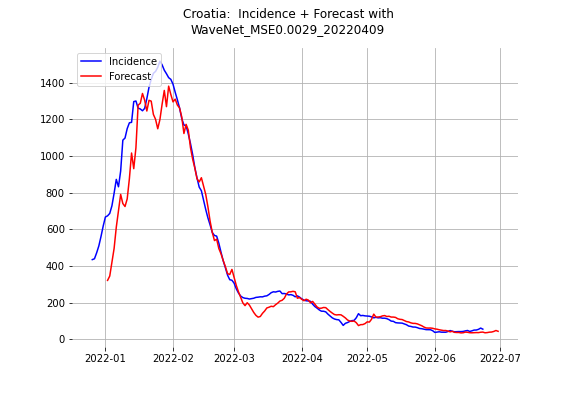 Croatia:  Incidence + Forecast with
WaveNet_MSE0.0029_20220409
Incidence
Forecast
1400
1200
1000
800
600
400
200
0
2022-01 2022-02 2022-03 2022-04 2022-05 2022-06 2022-07